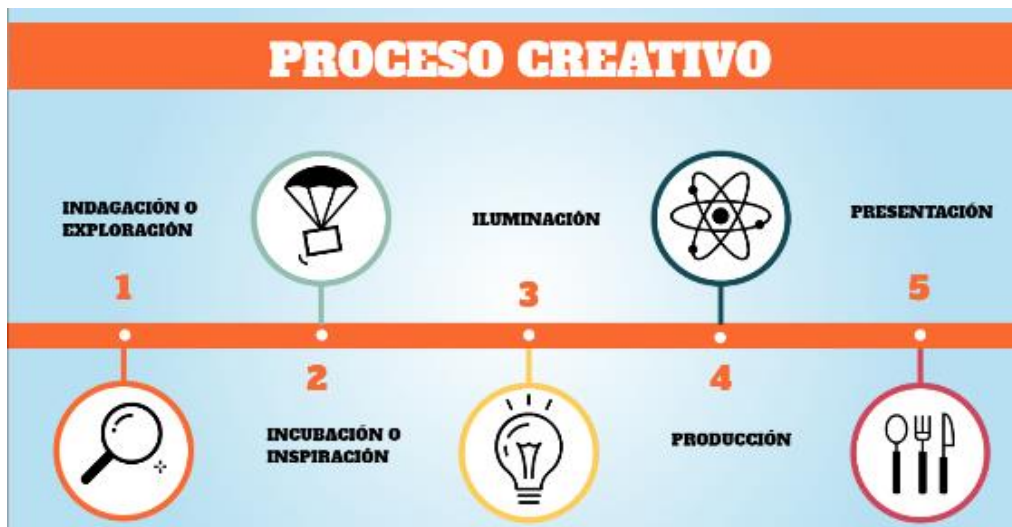 PROCESO CREATIVO
INDAGACIÓN O
EXPLORACIÓN
1
2
INCUBACIÓN O
INSPIRACIÓN
ILUMINACIÓN
3
4
PRODUCCIÓN
PRESENTACIÓN
5